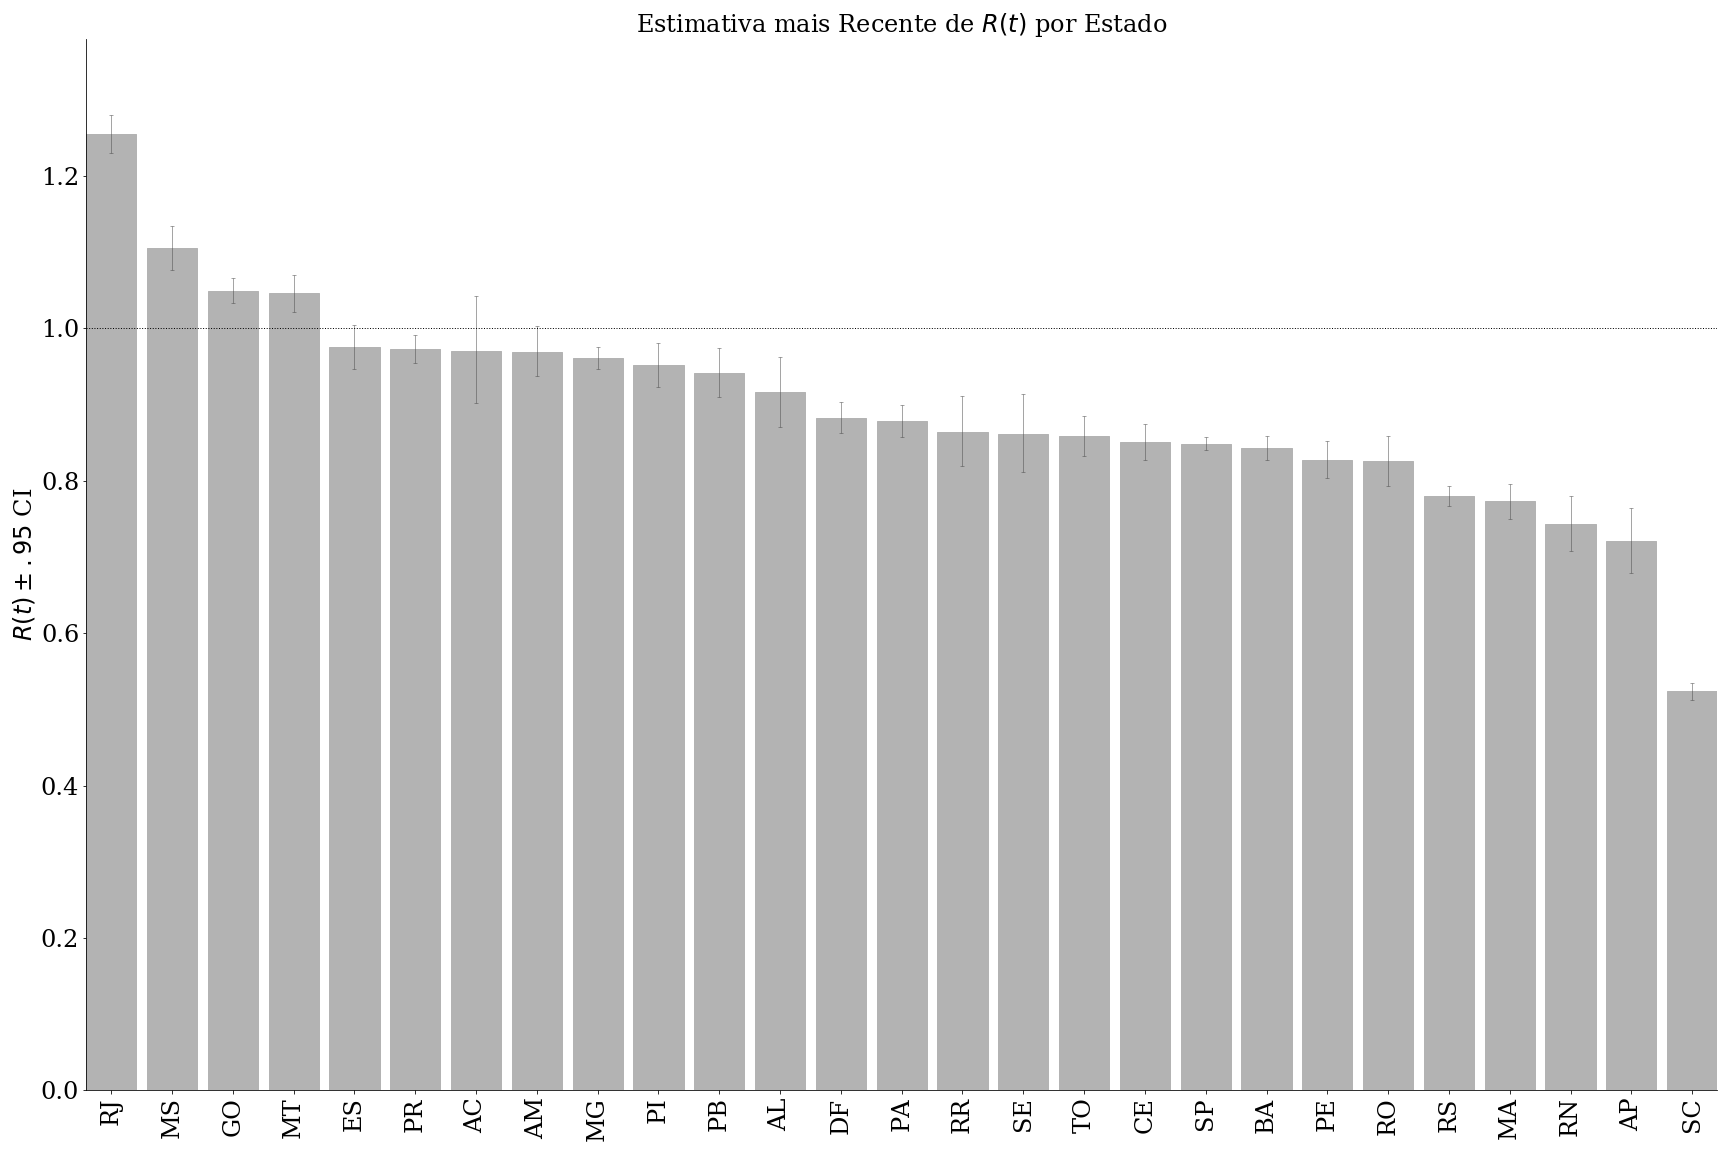 Estimativa mais Recente de R(t) por Estado
R(t) ± .95 CI
1.2
1.0
0.8
0.6
0.4
0.2
0.0
RJ MS GO MT ES PR AC AM MG PI PB AL DF PA RR SE TO CE SP BA PE RO RS MA RN AP SC